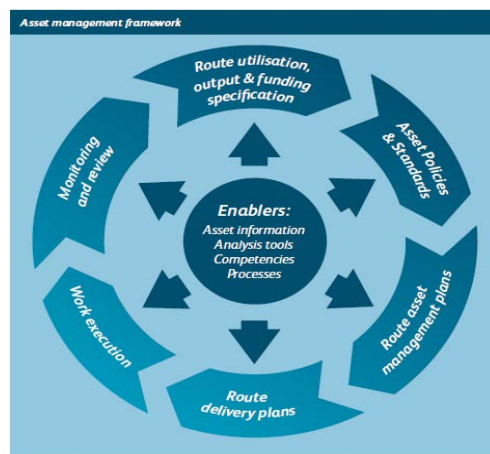 Asset management framework
Route utilisation,
output & funding
specification
Asset Policies
& Standards
Route asset
management plans
Route
delivery plans
Work execution
Monitoring
and review
Enablers:
Asset information
Analysis tools
Competencies
Processes